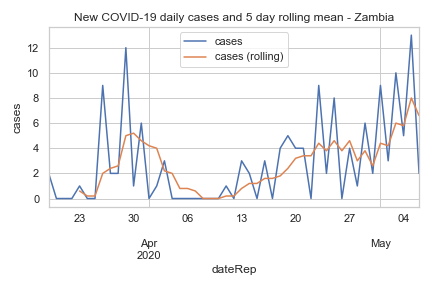 New COVID-19 daily cases and 5 day rolling mean - Zambia
cases
cases (rolling)
12
10
8
6
4
2
0
cases
23
30
06
13
20
27
04
Apr
2020
May
dateRep